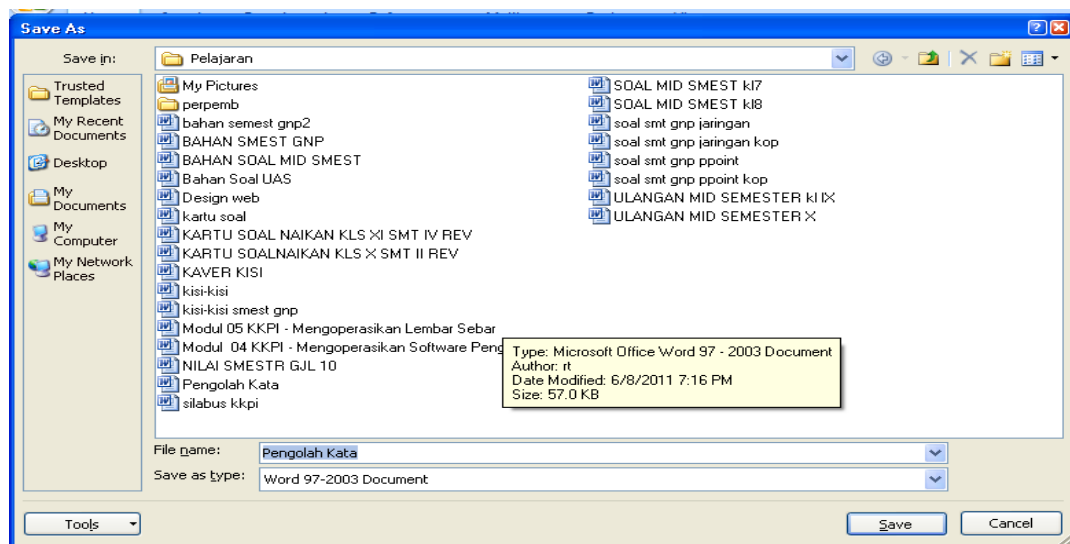 Save As
Save in:
Pelajaran
Trusted
Templates
My Recent
Documents
Desktop
My
Documents
My
Computer
My Network
Places
My Pictures
perpemb
bahan semest gnp2
BAHAN SMEST GNP
BAHAN SOAL MID SMEST
Bahan Soal UAS
Design web
kartu soal
KARTU SOAL NAIKAN KLS XI SMT IV REV
KARTU SOALNAIKAN KLS X SMT II REV
KAVER KISI
kisi-kisi
kisi-kisi smest gnp
Modul 05 KKPI - Mengoperasikan Lembar Sebar
Modul 04 KKPI - Mengoperasikan Software Peng
NILAI SMESTR GJL 10
Pengolah Kata
silabus kkpi
SOAL MID SMEST kl7
SOAL MID SMEST kl8
soal smt gnp jaringan
soal smt gnp jaringan kop
soal smt gnp ppoint
soal smt gnp ppoint kop
ULANGAN MID SEMESTER kl IX
ULANGAN MID SEMESTER X
Type: Microsoft Office Word 97 - 2003 Document
Author: rt
Date Modified: 6/8/2011 7:16 PM
Size: 57.0 KB
File name:
Pengolah Kata
Save as type:
Word 97-2003 Document
Tools
Save
Cancel